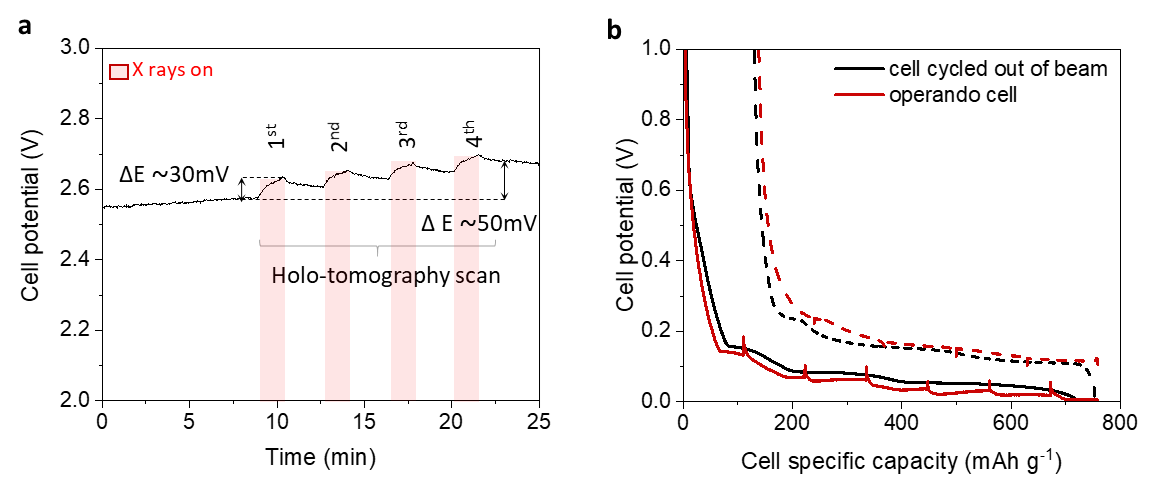 a
3.0
2.8
2.6
2.4
2.2
2.0
Cell potential (V)
X rays on
1st
2nd
3rd
4th
ΔE ~30mV
Δ E ~50mV
Holo-tomography scan
0
5
10
15
20
25
Time (min)
b
1.0
0.8
0.6
0.4
0.2
0.0
Cell potential (V)
cell cycled out of beam
operando cell
0
200
400
600
800
Cell specific capacity (mAh g-1)